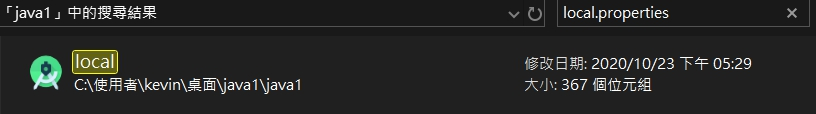 「java1」中的搜尋結果
local.properties
local
C:\使用者\kevin\桌面\java1\java1
修改日期: 2020/10/23 下午 05:29
大小: 367 個位元組